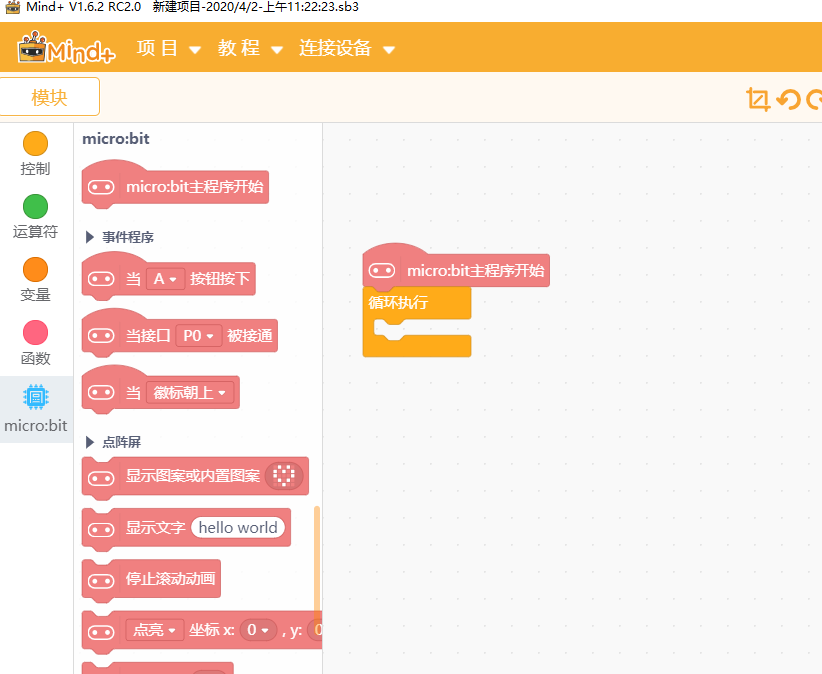 Mind+ V1.6.2 RC2.0 新建项目-2020/4/2-上午11:22:23.sb3
Mind+ 项目 教程 连接设备
模块
控制
运算符
变量
函数
micro:bit
micro:bit
micro:bit主程序开始
事件程序
当 A 按钮按下
当接口 P0 被接通
当 徽标朝上
点阵屏
显示图案或内置图案
显示文字 hello world
停止滚动动画
点亮 坐标 x: 0 , y: 0
micro:bit主程序开始
循环执行